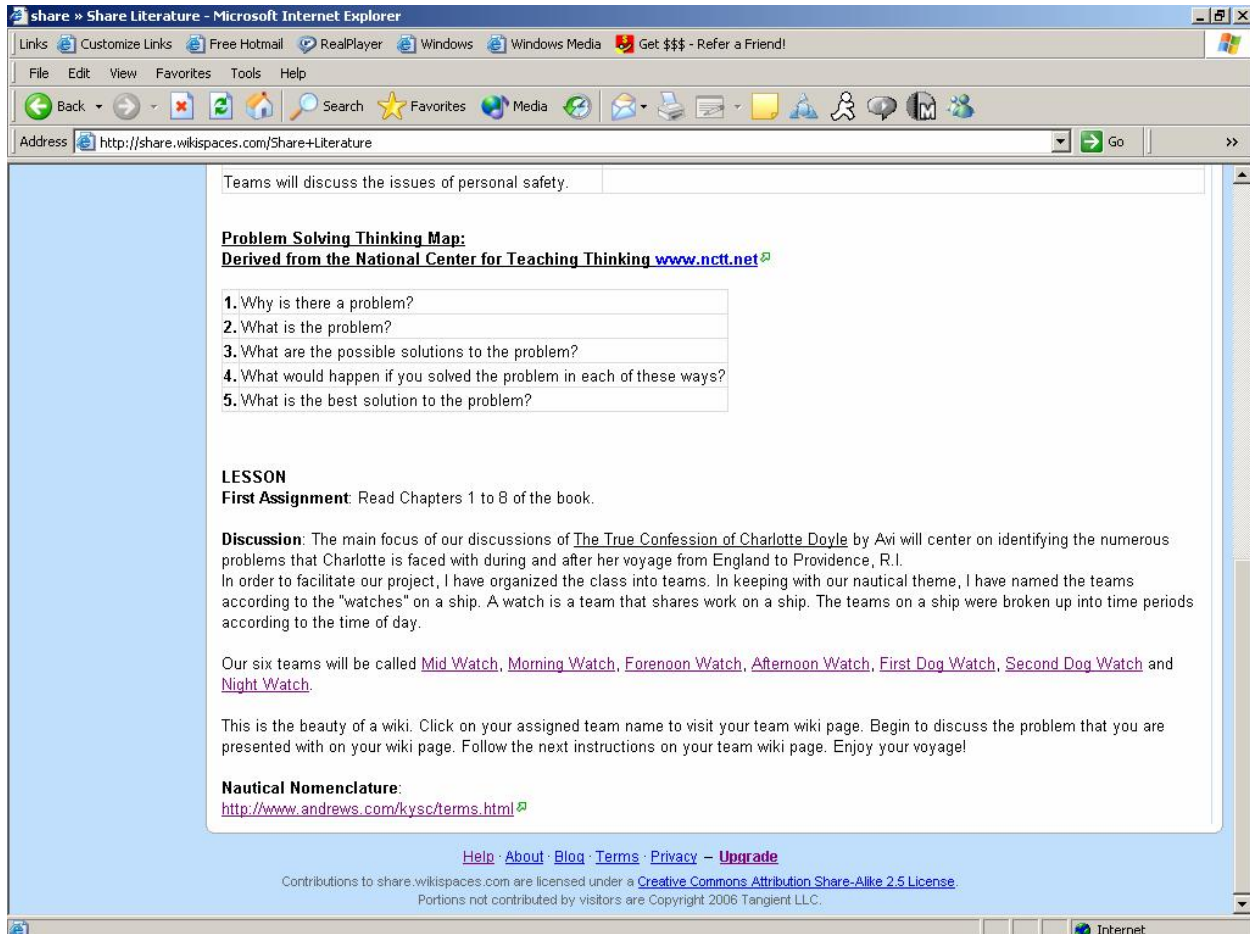 share » Share Literature - Microsoft Internet Explorer
Links Customize Links Free Hotmail RealPlayer Windows Windows Media Get $$$ - Refer a Friend!
File Edit View Favorites Tools Help
Back Search Favorites Media
Address http://share.wikispaces.com/Share+Literature Go »
Teams will discuss the issues of personal safety.
Problem Solving Thinking Map:
Derived from the National Center for Teaching Thinking www.nctt.net
1. Why is there a problem?
2. What is the problem?
3. What are the possible solutions to the problem?
4. What would happen if you solved the problem in each of these ways?
5. What is the best solution to the problem?
LESSON
First Assignment: Read Chapters 1 to 8 of the book.
Discussion: The main focus of our discussions of The True Confession of Charlotte Doyle by Avi will center on identifying the numerous
problems that Charlotte is faced with during and after her voyage from England to Providence, R.I.
In order to facilitate our project, I have organized the class into teams. In keeping with our nautical theme, I have named the teams
according to the "watches" on a ship. A watch is a team that shares work on a ship. The teams on a ship were broken up into time periods
according to the time of day.
Our six teams will be called Mid Watch, Morning Watch, Forenoon Watch, Afternoon Watch, First Dog Watch, Second Dog Watch and
Night Watch.
This is the beauty of a wiki. Click on your assigned team name to visit your team wiki page. Begin to discuss the problem that you are
presented with on your wiki page. Follow the next instructions on your team wiki page. Enjoy your voyage!
Nautical Nomenclature:
http://www.andrews.com/kysc/terms.html
Help · About · Blog · Terms · Privacy – Upgrade
Contributions to share.wikispaces.com are licensed under a Creative Commons Attribution Share-Alike 2.5 License.
Portions not contributed by visitors are Copyright 2006 Tangient LLC.
Internet